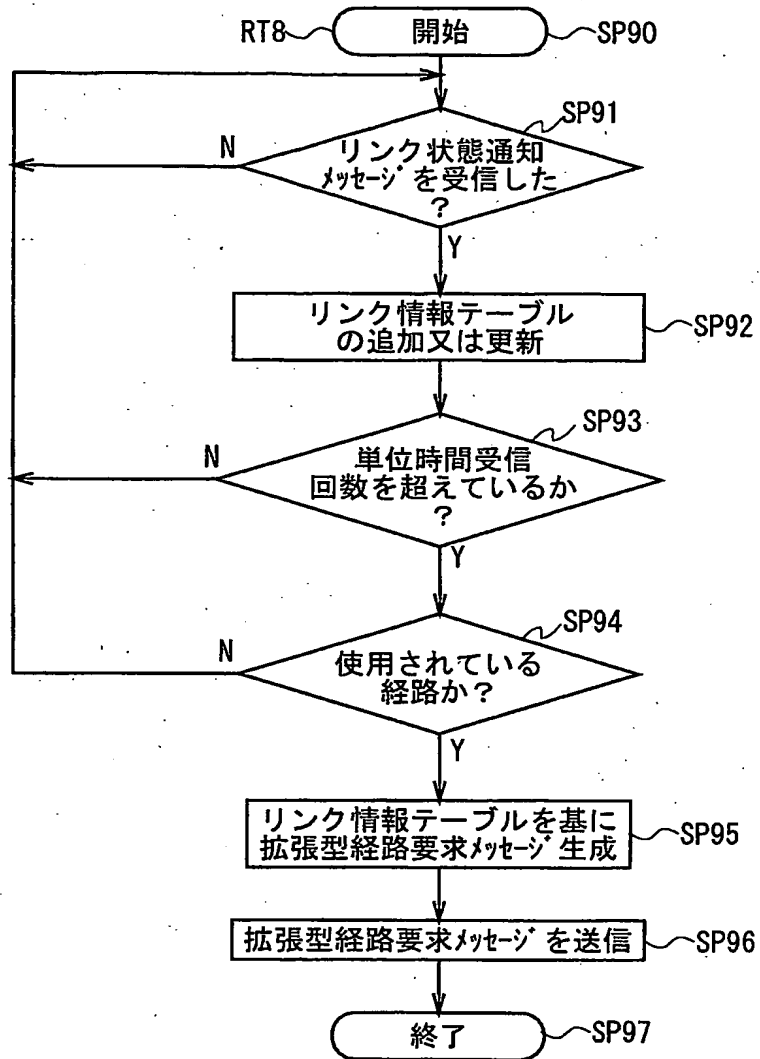 RT8 開始 SP90
SP91
N
リンク状態通知
ﾒｯｾｰｼﾞを受信した
?
Y
リンク情報テーブル
の追加又は更新
SP92
SP93
N
単位時間受信
回数を超えているか
?
Y
SP94
N
使用されている
経路か?
Y
リンク情報テーブルを基に
拡張型経路要求ﾒｯｾｰｼﾞ生成
SP95
拡張型経路要求ﾒｯｾｰｼﾞを送信 SP96
終了 SP97